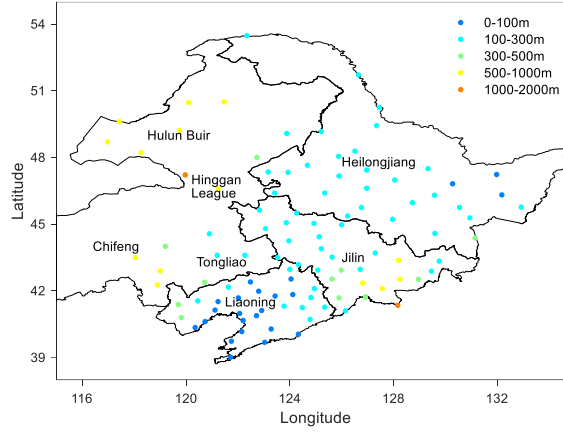 54
51
48
45
42
39
Latitude
116
120
124
128
132
Longitude
0-100m
100-300m
300-500m
500-1000m
1000-2000m
Hulun Buir
Heilongjiang
Hinggan
League
Chifeng
Tongliao
Jilin
Liaoning